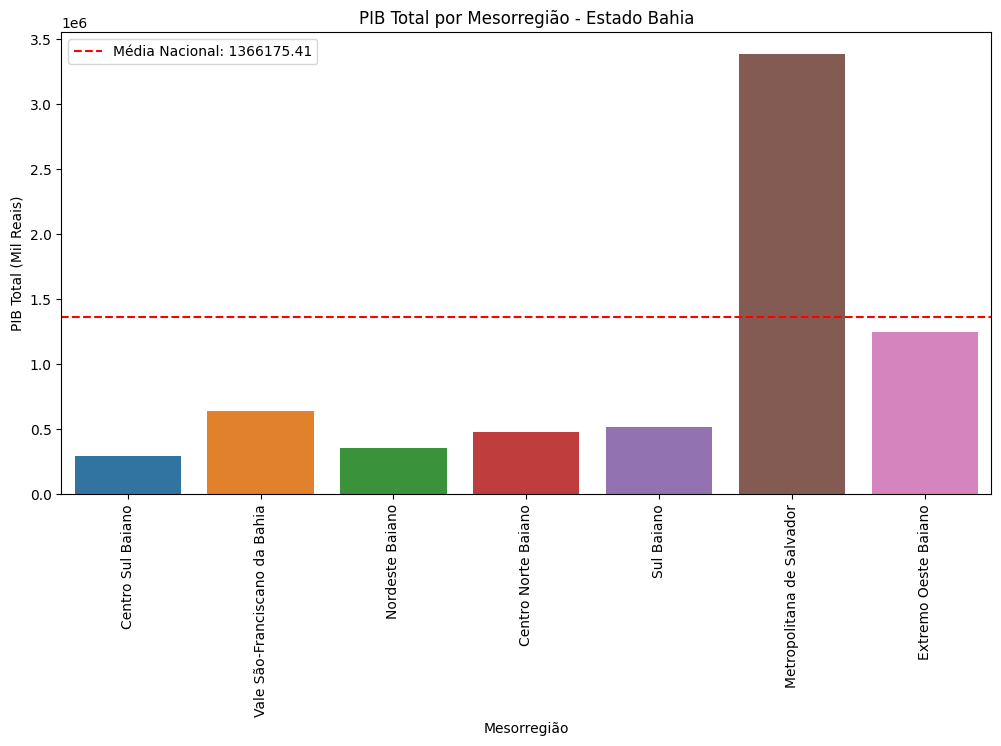 PIB Total por Mesorregião - Estado Bahia
1e6
Média Nacional: 1366175.41
3.5
3.0
2.5
2.0
1.5
1.0
0.5
0.0
PIB Total (Mil Reais)
Centro Sul Baiano
Vale São-Franciscano da Bahia
Nordeste Baiano
Centro Norte Baiano
Sul Baiano
Metropolitana de Salvador
Extremo Oeste Baiano
Mesorregião